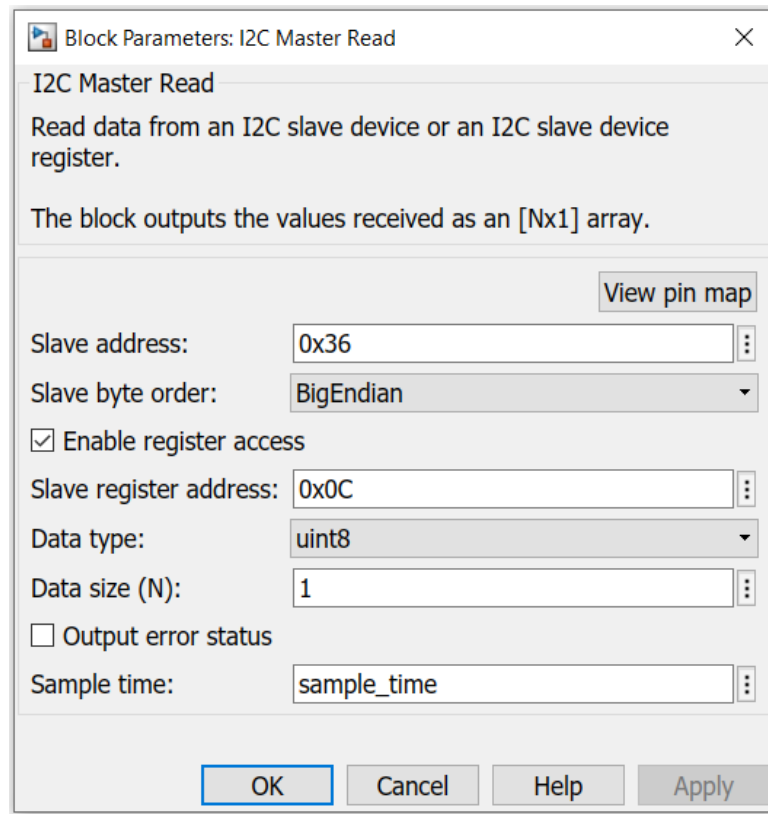 Block Parameters: I2C Master Read
I2C Master Read
Read data from an I2C slave device or an I2C slave device
register.
The block outputs the values received as an [Nx1] array.
View pin map
Slave address: 0x36
Slave byte order: BigEndian
Enable register access
Slave register address: 0x0C
Data type: uint8
Data size (N): 1
Output error status
Sample time: sample_time
OK Cancel Help Apply